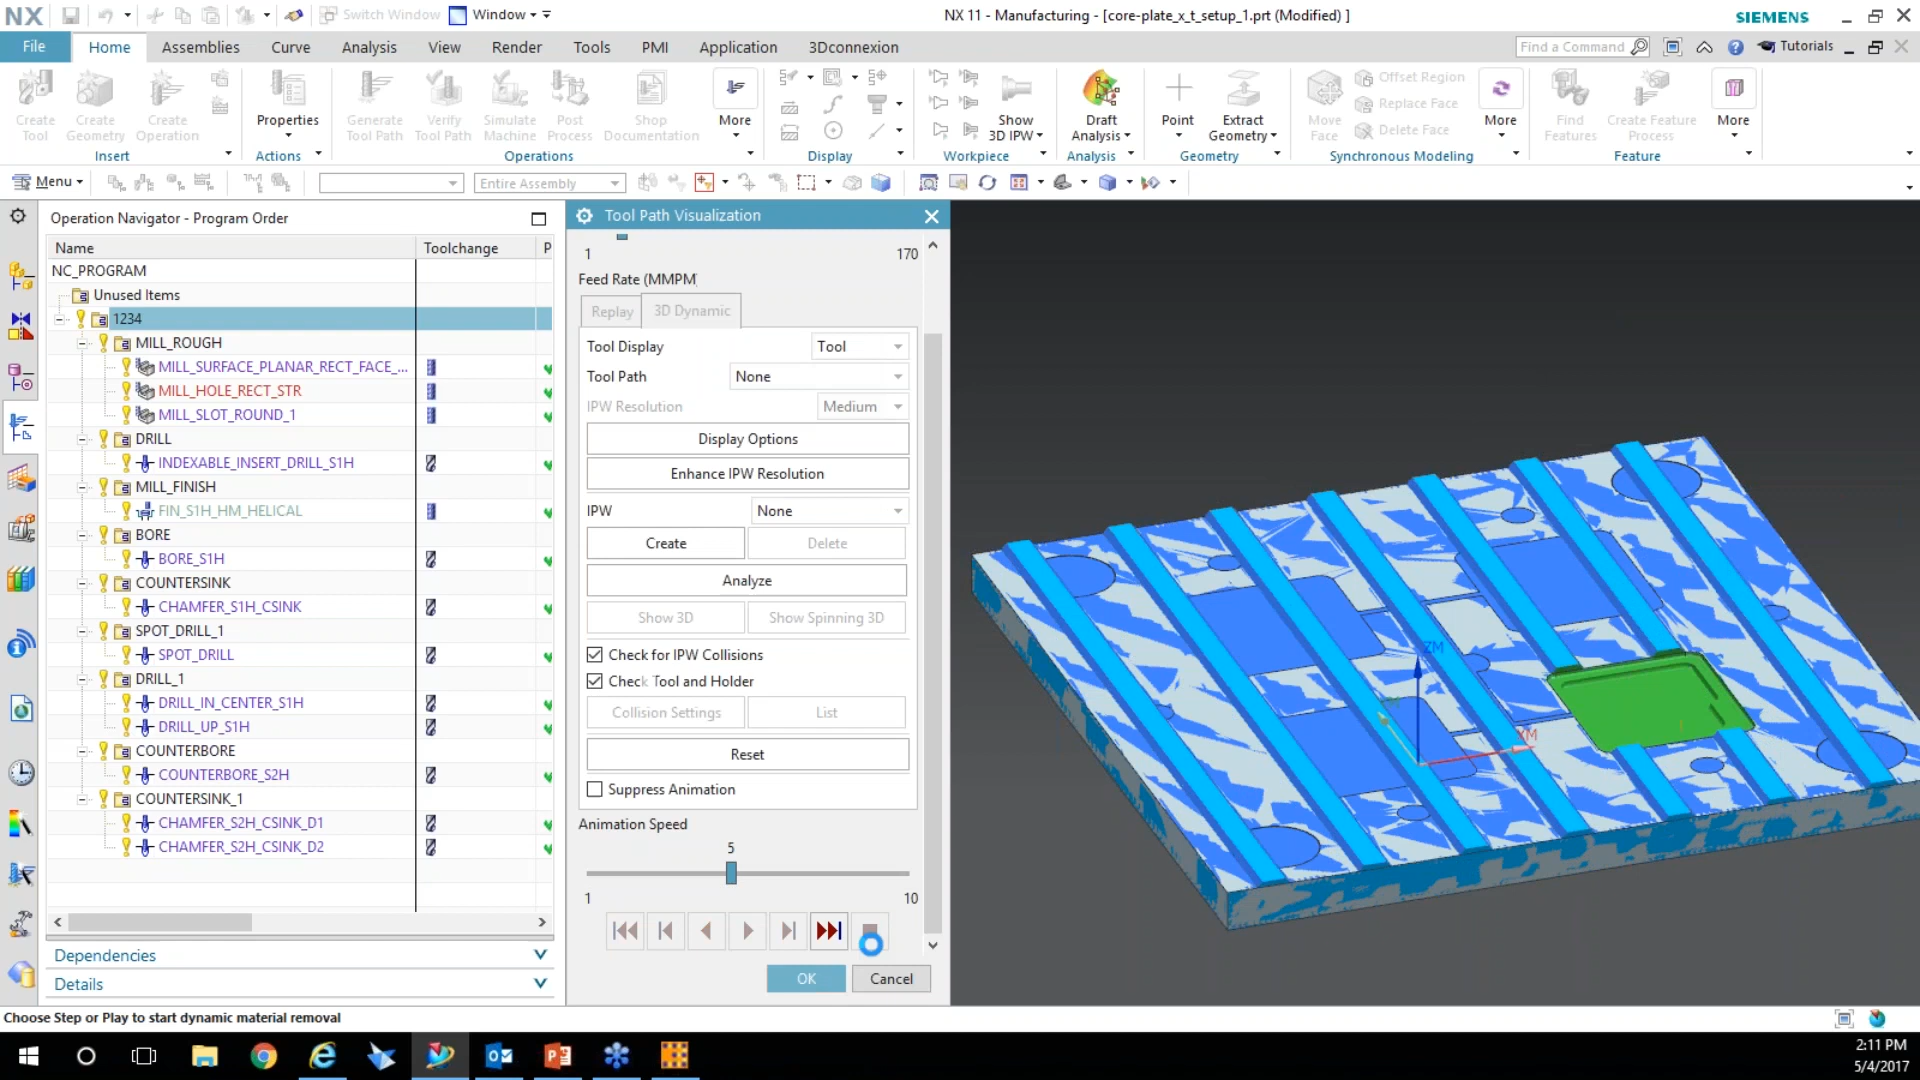 NX
Switch Window
Window
NX 11 - Manufacturing - [core-plate_x_t_setup_1.prt (Modified) ]
SIEMENS
File
Home
Assemblies
Curve
Analysis
View
Render
Tools
PMI
Application
3Dconnexion
Find a Command
Tutorials
Create Tool
Create Geometry
Create Operation
Insert
Properties
Actions
Generate Tool Path
Verify Tool Path
Simulate Machine
Post Process
Shop Documentation
More
Operations
Display
Show 3D IPW
Workpiece
Draft Analysis
Analysis
Point
Extract Geometry
Geometry
Move Face
Offset Region
Replace Face
Delete Face
More
Synchronous Modeling
Find Features
Create Feature Process
More
Feature
Menu
Entire Assembly
Operation Navigator - Program Order
Name
Toolchange
P
NC_PROGRAM
Unused Items
1234
MILL_ROUGH
MILL_SURFACE_PLANAR_RECT_FACE_...
MILL_HOLE_RECT_STR
MILL_SLOT_ROUND_1
DRILL
INDEXABLE_INSERT_DRILL_S1H
MILL_FINISH
FIN_S1H_HM_HELICAL
BORE
BORE_S1H
COUNTERSINK
CHAMFER_S1H_CSINK
SPOT_DRILL_1
SPOT_DRILL
DRILL_1
DRILL_IN_CENTER_S1H
DRILL_UP_S1H
COUNTERBORE
COUNTERBORE_S2H
COUNTERSINK_1
CHAMFER_S2H_CSINK_D1
CHAMFER_S2H_CSINK_D2
Dependencies
Details
Tool Path Visualization
1
170
Feed Rate (MMPM)
Replay
3D Dynamic
Tool Display
Tool
Tool Path
None
IPW Resolution
Medium
Display Options
Enhance IPW Resolution
IPW
None
Create
Delete
Analyze
Show 3D
Show Spinning 3D
Check for IPW Collisions
Check Tool and Holder
Collision Settings
List
Reset
Suppress Animation
Animation Speed
5
1
10
OK
Cancel
ZM
XM
Choose Step or Play to start dynamic material removal
2:11 PM
5/4/2017